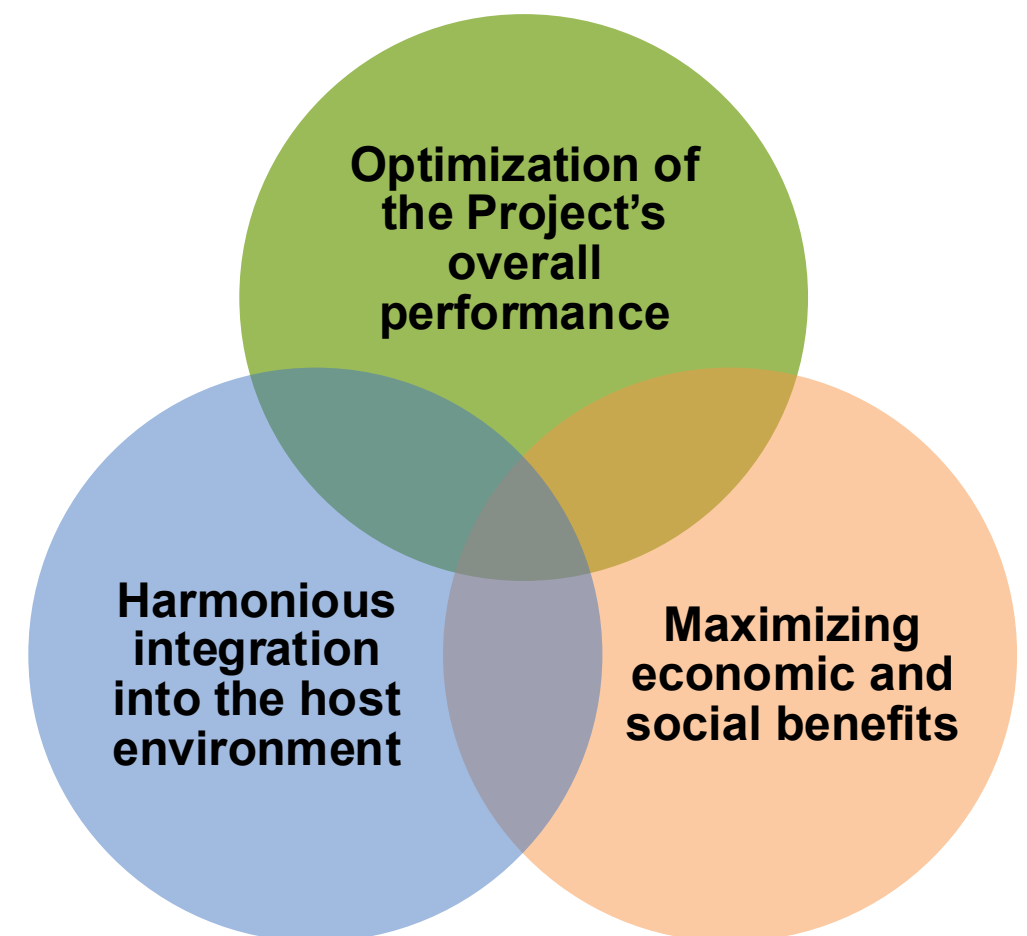 Optimization of
the Project’s
overall
performance
Harmonious
integration
into the host
environment
Maximizing
economic and
social benefits